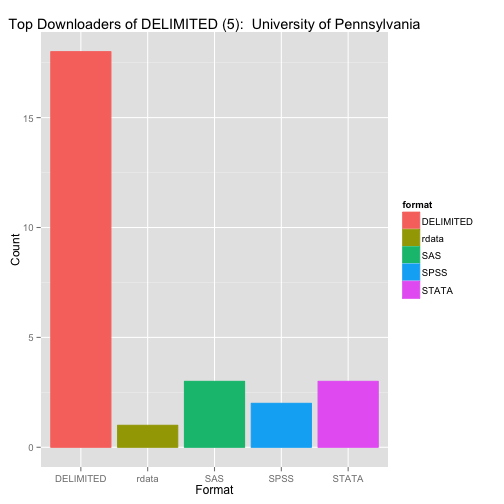 Top Downloaders of DELIMITED (5):  University of Pennsylvania
15
10
5
0
Count
DELIMITED
rdata
SAS
SPSS
STATA
Format
format
DELIMITED
rdata
SAS
SPSS
STATA